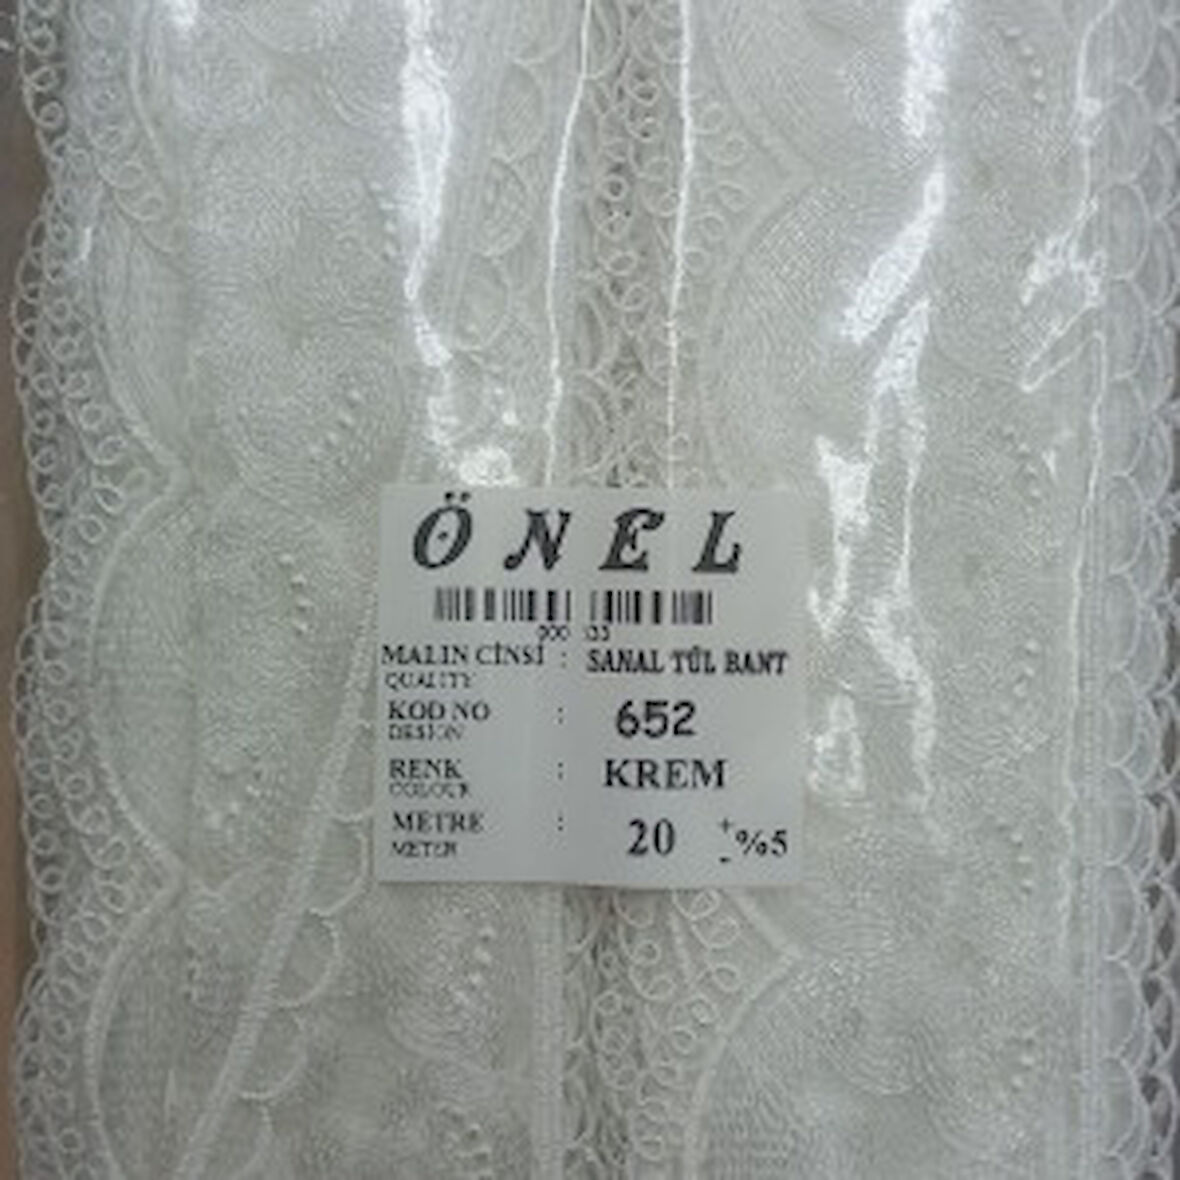 ÖNEL
MALIN CİNSİ : SANAL TÜL BANT
QUALITY
KOD NO : 652
DESIGN
RENK : KREM
COLOUR
METRE : 20 +-%5
METER